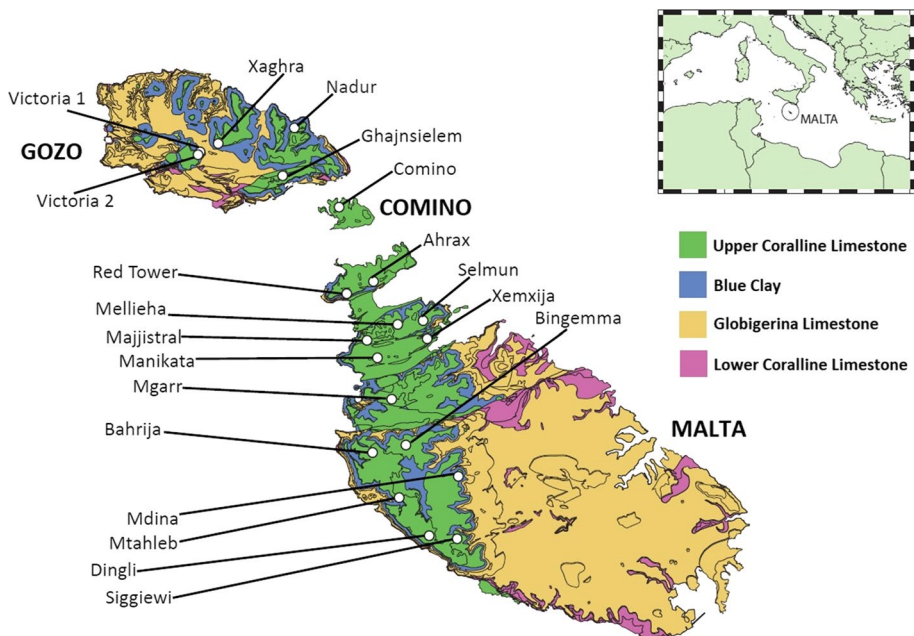 Xaghra
Nadur
Victoria 1
Ghajnsielem
GOZO
Comino
Victoria 2
COMINO
MALTA
Ahrax
Red Tower
Selmun
Mellieha
Xemxija
Majjistral
Bingemma
Manikata
Mgarr
Bahrija
MALTA
Mdina
Mtahleb
Dingli
Siggiewi
Upper Coralline Limestone
Blue Clay
Globigerina Limestone
Lower Coralline Limestone